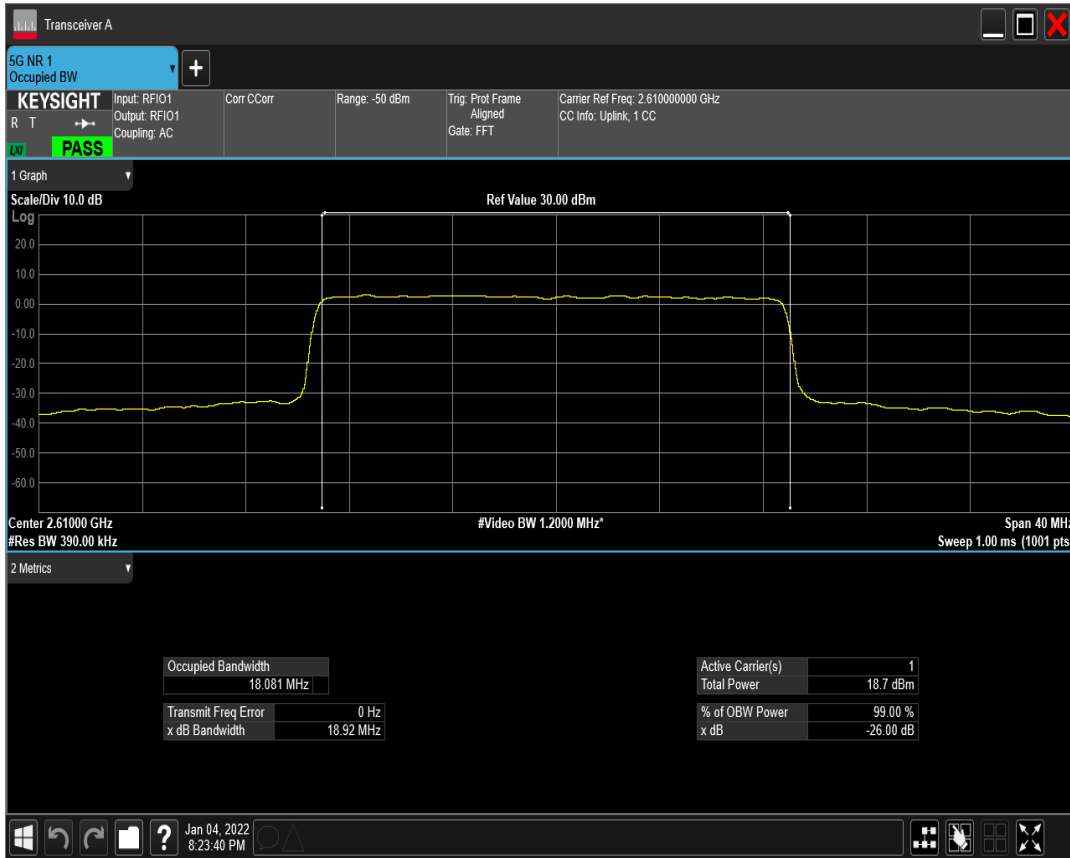 Transceiver A
5G NR 1
Occupied BW
KEYSIGHT
R T
LXI
PASS
Input: RFIO1
Output: RFIO1
Coupling: AC
Corr CCorr
Range: -50 dBm
Trig: Prot Frame
Aligned
Gate: FFT
Carrier Ref Freq: 2.610000000 GHz
CC Info: Uplink, 1 CC
1 Graph
Scale/Div 10.0 dB
Ref Value 30.00 dBm
Log
20.0
10.0
0.00
-10.0
-20.0
-30.0
-40.0
-50.0
-60.0
Center 2.61000 GHz
#Video BW 1.2000 MHz*
Span 40 MHz
#Res BW 390.00 kHz
Sweep 1.00 ms (1001 pts
2 Metrics
Occupied Bandwidth
18.081 MHz
Transmit Freq Error 0 Hz
x dB Bandwidth 18.92 MHz
Active Carrier(s) 1
Total Power 18.7 dBm
% of OBW Power 99.00 %
x dB -26.00 dB
?
Jan 04, 2022
8:23:40 PM